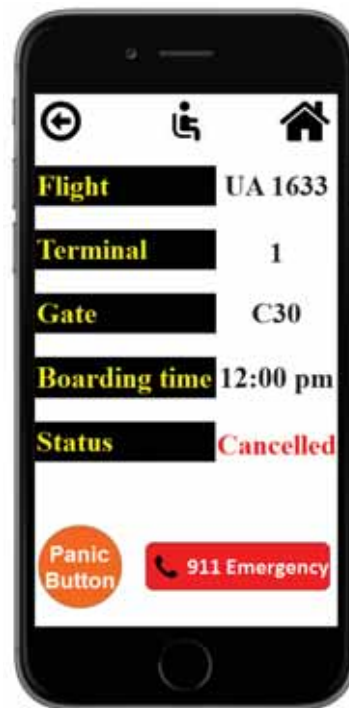 Flight UA 1633
Terminal 1
Gate C30
Boarding time 12:00 pm
Status Cancelled
Panic
Button
911 Emergency